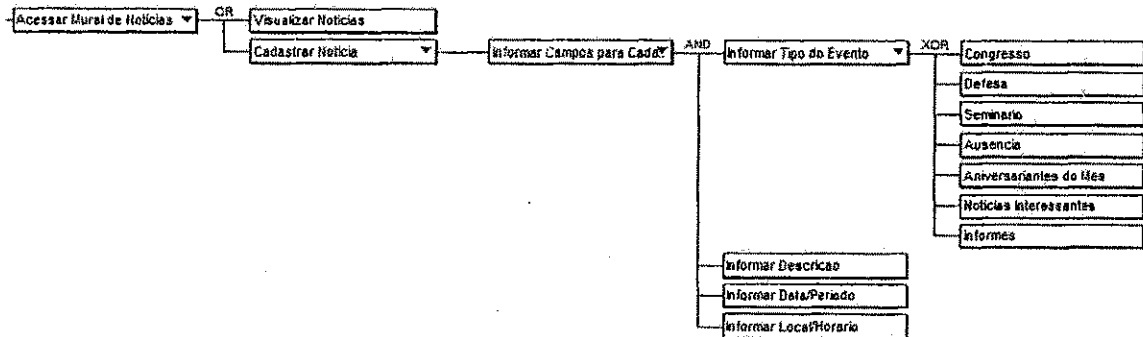 Acessar Mural de Noticias
OR
Visualizar Noticias
Cadastrar Noticia
Informar Campos para Cada
AND
Informar Tipo do Evento
XOR
Congresso
Defesa
Seminario
Ausencia
Aniversariantes do Mes
Noticias Interessantes
Informes
Informar Descricao
Informar Data/Periodo
Informar Local/Horario